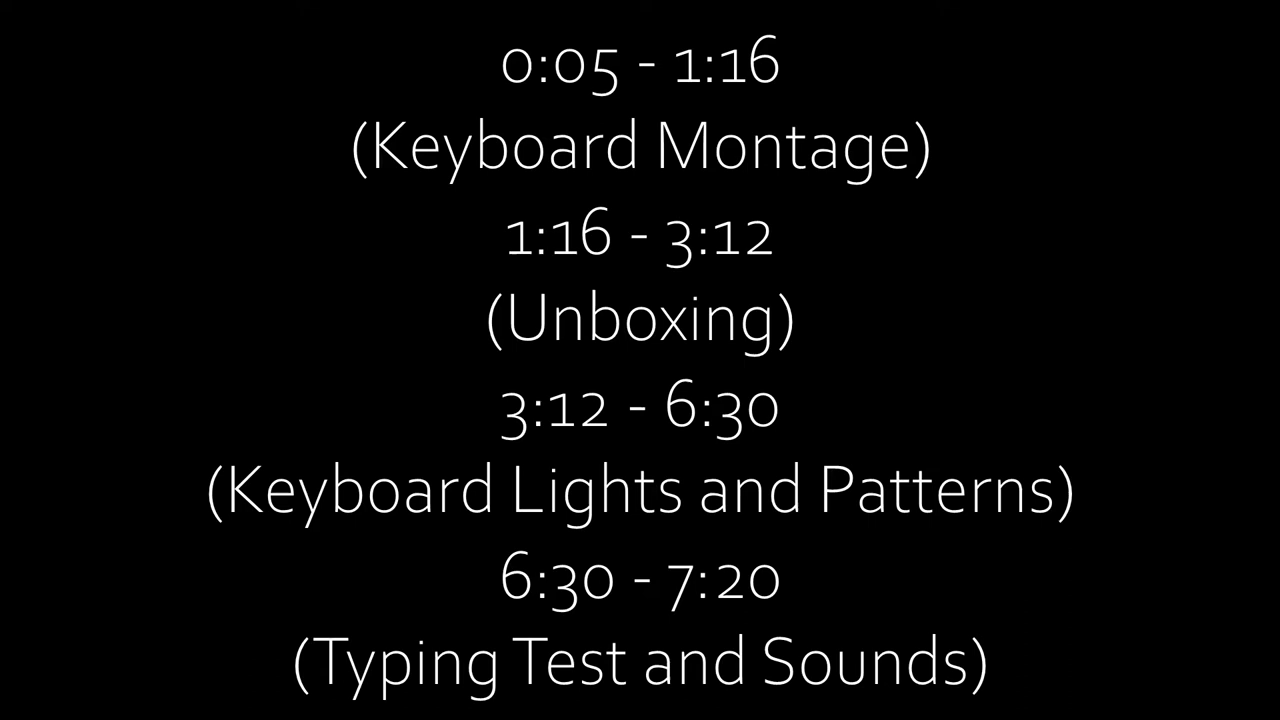 0:05 - 1:16
(Keyboard Montage)
1:16 - 3:12
(Unboxing)
3:12 - 6:30
(Keyboard Lights and Patterns)
6:30 - 7:20
(Typing Test and Sounds)